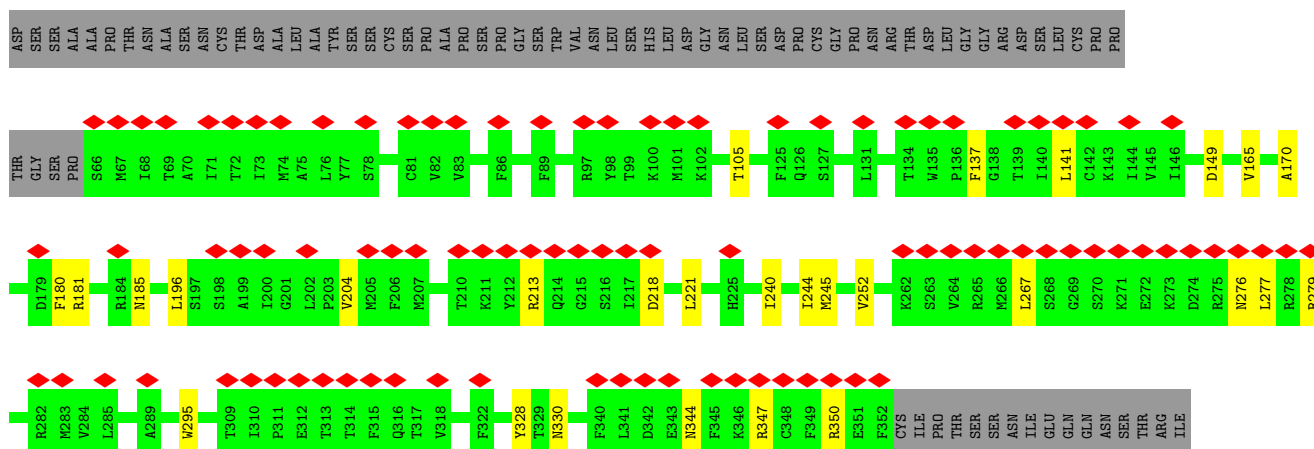 ASP SER SER ALA ALA PRO THR ASN ALA SER ASN CYS THR ASP ALA LEU ALA TYR SER SER CYS SER PRO ALA PRO SER PRO GLY SER TRP VAL ASN LEU SER HIS LEU ASP GLY ASN LEU SER ASP PRO CYS GLY PRO ASN ARG THR ASP LEU GLY GLY ARG ASP SER LEU CYS PRO PRO
THR GLY SER PRO S66 M67 I68 T69 A70 I71 T72 I73 M74 A75 L76 Y77 S78 C81 V82 V83 F86 F89 R97 Y98 T99 K100 M101 K102 T105 F125 Q126 S127 L131 T134 W135 P136 F137 G138 T139 I140 L141 C142 K143 I144 V145 I146 D149 V165 A170
D179 F180 R181 R184 N185 L196 S197 S198 A199 I200 G201 L202 P203 V204 M205 F206 M207 T210 K211 Y212 R213 Q214 G215 S216 I217 D218 L221 H225 I240 I244 M245 V252 K262 S263 V264 R265 M266 L267 S268 G269 S270 K271 E272 K273 D274 R275 N276 L277 R278 R279
R282 M283 V284 L285 A289 W295 T309 I310 P311 E312 T313 T314 F315 Q316 T317 V318 F322 Y328 T329 N330 F340 L341 D342 E343 N344 F345 K346 R347 C348 F349 R350 E351 F352 CYS ILE PRO THR SER SER ASN ILE GLU GLN GLN ASN SER THR ARG ILE